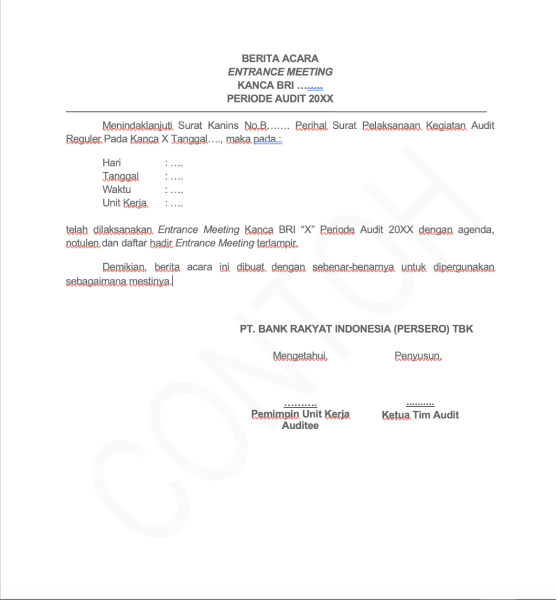 BERITA ACARA
ENTRANCE MEETING
KANCA BRI ........
PERIODE AUDIT 20XX
Menindaklanjuti Surat Kanins No.B....... Perihal Surat Pelaksanaan Kegiatan Audit
Reguler Pada Kanca X Tanggal...., maka pada :
Hari : ....
Tanggal : ....
Waktu : ....
Unit Kerja : ....
telah dilaksanakan Entrance Meeting Kanca BRI “X” Periode Audit 20XX dengan agenda,
notulen dan daftar hadir Entrance Meeting terlampir.
Demikian, berita acara ini dibuat dengan sebenar-benarnya untuk dipergunakan
sebagaimana mestinya.
PT. BANK RAKYAT INDONESIA (PERSERO) TBK
Mengetahui, Penyusun,
.......... ..........
Pemimpin Unit Kerja Ketua Tim Audit
Auditee
CONTOH